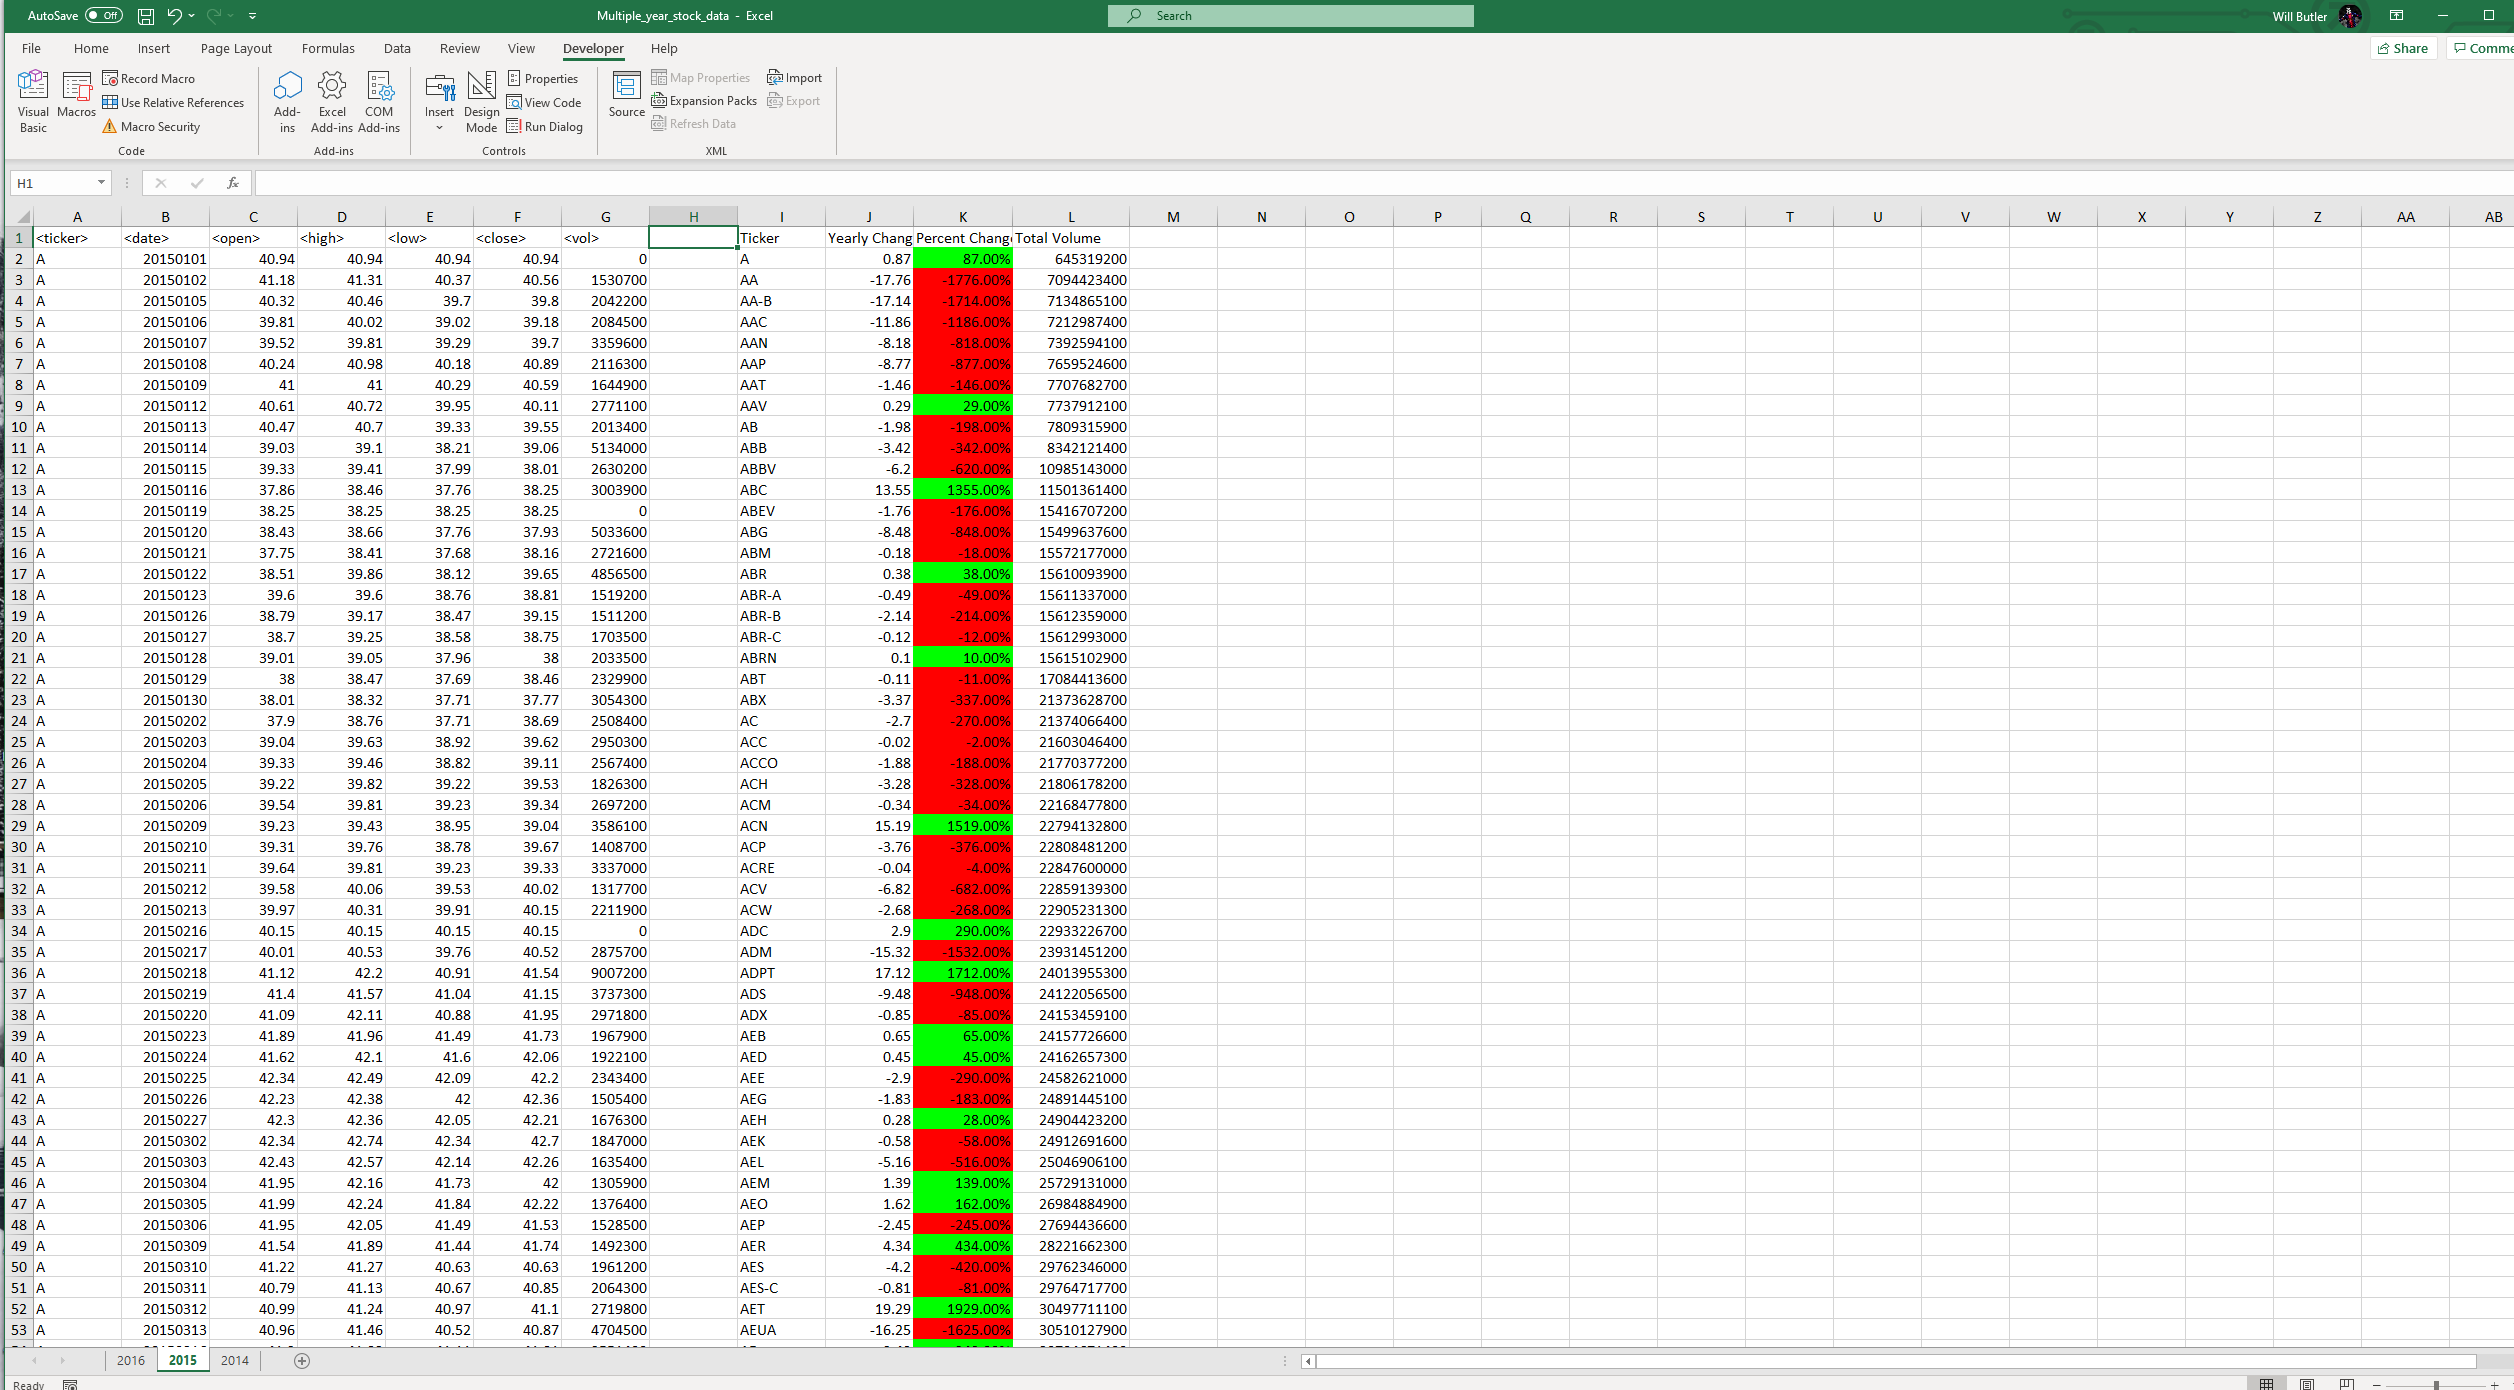 AutoSave Off Multiple_year_stock_data - Excel Search Will Butler
File Home Insert Page Layout Formulas Data Review View Developer Help Share Comme
Visual Basic Macros Record Macro Use Relative References Macro Security Add-ins Excel Add-ins COM Add-ins Insert Design Mode Properties View Code Run Dialog Source Map Properties Expansion Packs Refresh Data Import Export
Code Add-ins Controls XML
H1 fx
A B C D E F G H I J K L M N O P Q R S T U V W X Y Z AA AB
1 <ticker> <date> <open> <high> <low> <close> <vol> Ticker Yearly Chang Percent Chang Total Volume
2 A 20150101 40.94 40.94 40.94 40.94 0 A 0.87 87.00% 645319200
3 A 20150102 41.18 41.31 40.37 40.56 1530700 AA -17.76 -1776.00% 7094423400
4 A 20150105 40.32 40.46 39.7 39.8 2042200 AA-B -17.14 -1714.00% 7134865100
5 A 20150106 39.81 40.02 39.02 39.18 2084500 AAC -11.86 -1186.00% 7212987400
6 A 20150107 39.52 39.81 39.29 39.7 3359600 AAN -8.18 -818.00% 7392594100
7 A 20150108 40.24 40.98 40.18 40.89 2116300 AAP -8.77 -877.00% 7659524600
8 A 20150109 41 41 40.29 40.59 1644900 AAT -1.46 -146.00% 7707682700
9 A 20150112 40.61 40.72 39.95 40.11 2771100 AAV 0.29 29.00% 7737912100
10 A 20150113 40.47 40.7 39.33 39.55 2013400 AB -1.98 -198.00% 7809315900
11 A 20150114 39.03 39.1 38.21 39.06 5134000 ABB -3.42 -342.00% 8342121400
12 A 20150115 39.33 39.41 37.99 38.01 2630200 ABBV -6.2 -620.00% 10985143000
13 A 20150116 37.86 38.46 37.76 38.25 3003900 ABC 13.55 1355.00% 11501361400
14 A 20150119 38.25 38.25 38.25 38.25 0 ABEV -1.76 -176.00% 15416707200
15 A 20150120 38.43 38.66 37.76 37.93 5033600 ABG -8.48 -848.00% 15499637600
16 A 20150121 37.75 38.41 37.68 38.16 2721600 ABM -0.18 -18.00% 15572177000
17 A 20150122 38.51 39.86 38.12 39.65 4856500 ABR 0.38 38.00% 15610093900
18 A 20150123 39.6 39.6 38.76 38.81 1519200 ABR-A -0.49 -49.00% 15611337000
19 A 20150126 38.79 39.17 38.47 39.15 1511200 ABR-B -2.14 -214.00% 15612359000
20 A 20150127 38.7 39.25 38.58 38.75 1703500 ABR-C -0.12 -12.00% 15612993000
21 A 20150128 39.01 39.05 37.96 38 2033500 ABRN 0.1 10.00% 15615102900
22 A 20150129 38 38.47 37.69 38.46 2329900 ABT -0.11 -11.00% 17084413600
23 A 20150130 38.01 38.32 37.71 37.77 3054300 ABX -3.37 -337.00% 21373628700
24 A 20150202 37.9 38.76 37.71 38.69 2508400 AC -2.7 -270.00% 21374066400
25 A 20150203 39.04 39.63 38.92 39.62 2950300 ACC -0.02 -2.00% 21603046400
26 A 20150204 39.33 39.46 38.82 39.11 2567400 ACCO -1.88 -188.00% 21770377200
27 A 20150205 39.22 39.82 39.22 39.53 1826300 ACH -3.28 -328.00% 21806178200
28 A 20150206 39.54 39.81 39.23 39.34 2697200 ACM -0.34 -34.00% 22168477800
29 A 20150209 39.23 39.43 38.95 39.04 3586100 ACN 15.19 1519.00% 22794132800
30 A 20150210 39.31 39.76 38.78 39.67 1408700 ACP -3.76 -376.00% 22808481200
31 A 20150211 39.64 39.81 39.23 39.33 3337000 ACRE -0.04 -4.00% 22847600000
32 A 20150212 39.58 40.06 39.53 40.02 1317700 ACV -6.82 -682.00% 22859139300
33 A 20150213 39.97 40.31 39.91 40.15 2211900 ACW -2.68 -268.00% 22905231300
34 A 20150216 40.15 40.15 40.15 40.15 0 ADC 2.9 290.00% 22933226700
35 A 20150217 40.01 40.53 39.76 40.52 2875700 ADM -15.32 -1532.00% 23931451200
36 A 20150218 41.12 42.2 40.91 41.54 9007200 ADPT 17.12 1712.00% 24013955300
37 A 20150219 41.4 41.57 41.04 41.15 3737300 ADS -9.48 -948.00% 24122056500
38 A 20150220 41.09 42.11 40.88 41.95 2971800 ADX -0.85 -85.00% 24153459100
39 A 20150223 41.89 41.96 41.49 41.73 1967900 AEB 0.65 65.00% 24157726600
40 A 20150224 41.62 42.1 41.6 42.06 1922100 AED 0.45 45.00% 24162657300
41 A 20150225 42.34 42.49 42.09 42.2 2343400 AEE -2.9 -290.00% 24582621000
42 A 20150226 42.23 42.38 42 42.36 1505400 AEG -1.83 -183.00% 24891445100
43 A 20150227 42.3 42.36 42.05 42.21 1676300 AEH 0.28 28.00% 24904423200
44 A 20150302 42.34 42.74 42.34 42.7 1847000 AEK -0.58 -58.00% 24912691600
45 A 20150303 42.43 42.57 42.14 42.26 1635400 AEL -5.16 -516.00% 25046906100
46 A 20150304 41.95 42.16 41.73 42 1305900 AEM 1.39 139.00% 25729131000
47 A 20150305 41.99 42.24 41.84 42.22 1376400 AEO 1.62 162.00% 26984884900
48 A 20150306 41.95 42.05 41.49 41.53 1528500 AEP -2.45 -245.00% 27694436600
49 A 20150309 41.54 41.89 41.44 41.74 1492300 AER 4.34 434.00% 28221662300
50 A 20150310 41.22 41.27 40.63 40.63 1961200 AES -4.2 -420.00% 29762346000
51 A 20150311 40.79 41.13 40.67 40.85 2064300 AES-C -0.81 -81.00% 29764717700
52 A 20150312 40.99 41.24 40.97 41.1 2719800 AET 19.29 1929.00% 30497711100
53 A 20150313 40.96 41.46 40.52 40.87 4704500 AEUA -16.25 -1625.00% 30510127900
2016 2015 2014
Ready